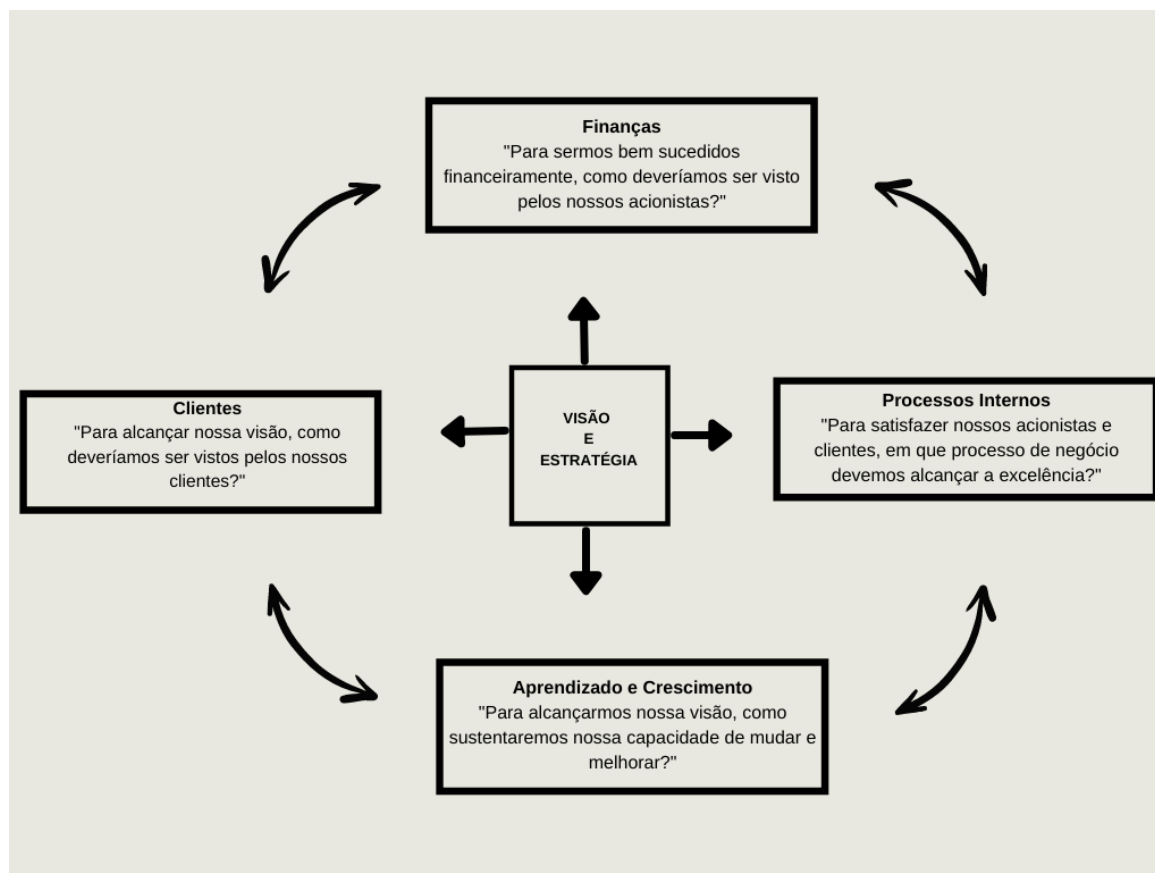 Finanças
"Para sermos bem sucedidos
financeiramente, como deveríamos ser visto
pelos nossos acionistas?"
Clientes
"Para alcançar nossa visão, como
deveríamos ser vistos pelos nossos
clientes?"
VISÃO
E
ESTRATÉGIA
Processos Internos
"Para satisfazer nossos acionistas e
clientes, em que processo de negócio
devemos alcançar a excelência?"
Aprendizado e Crescimento
"Para alcançarmos nossa visão, como
sustentaremos nossa capacidade de mudar e
melhorar?"